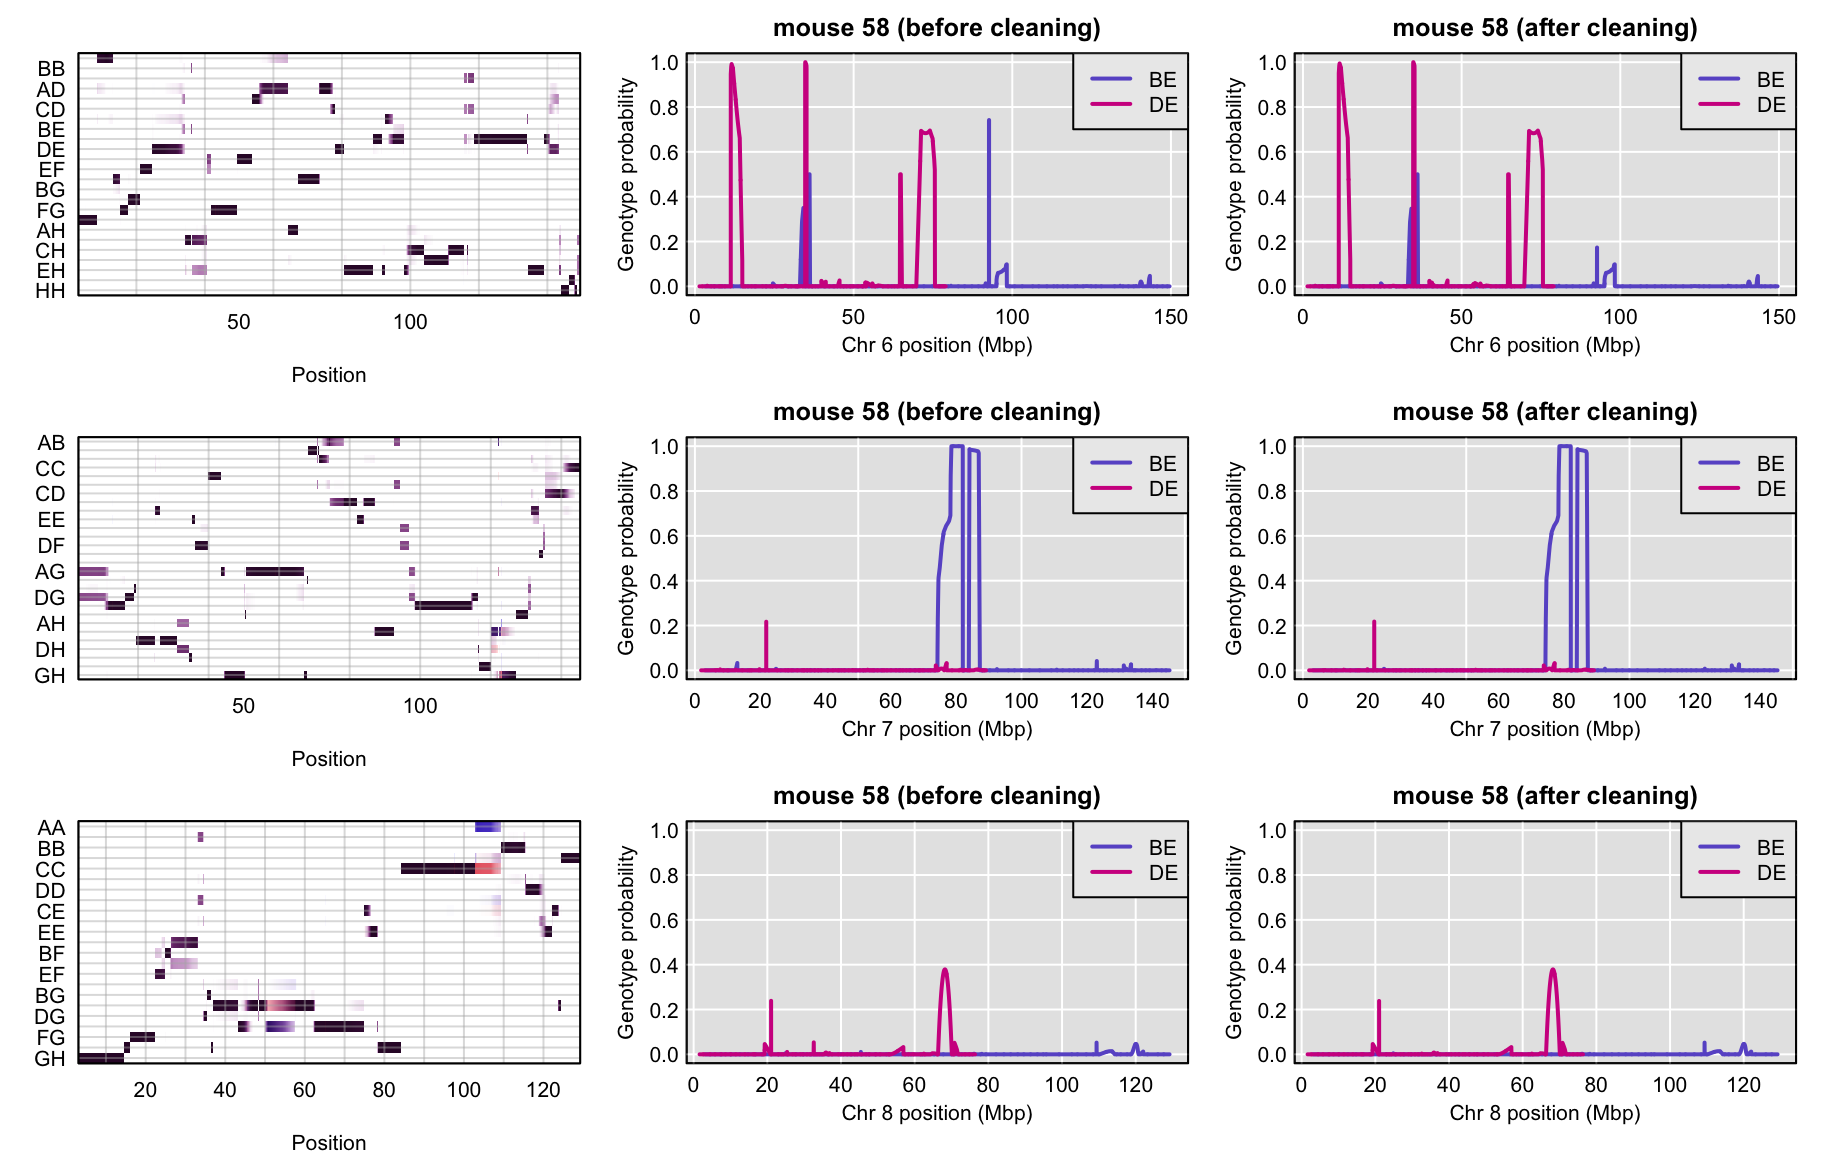 BB
AD
CD
BE
DE
EF
BG
FG
AH
CH
EH
HH
50 100
Position
mouse 58 (before cleaning)
Genotype probability
1.0
0.8
0.6
0.4
0.2
0.0
BE
DE
0 50 100 150
Chr 6 position (Mbp)
mouse 58 (after cleaning)
Genotype probability
1.0
0.8
0.6
0.4
0.2
0.0
BE
DE
0 50 100 150
Chr 6 position (Mbp)
AB
CC
CD
EE
DF
AG
DG
AH
DH
GH
50 100
Position
mouse 58 (before cleaning)
Genotype probability
1.0
0.8
0.6
0.4
0.2
0.0
BE
DE
0 20 40 60 80 100 120 140
Chr 7 position (Mbp)
mouse 58 (after cleaning)
Genotype probability
1.0
0.8
0.6
0.4
0.2
0.0
BE
DE
0 20 40 60 80 100 120 140
Chr 7 position (Mbp)
AA
BB
CC
DD
CE
EE
BF
EF
BG
DG
FG
GH
20 40 60 80 100 120
Position
mouse 58 (before cleaning)
Genotype probability
1.0
0.8
0.6
0.4
0.2
0.0
BE
DE
0 20 40 60 80 100 120
Chr 8 position (Mbp)
mouse 58 (after cleaning)
Genotype probability
1.0
0.8
0.6
0.4
0.2
0.0
BE
DE
0 20 40 60 80 100 120
Chr 8 position (Mbp)